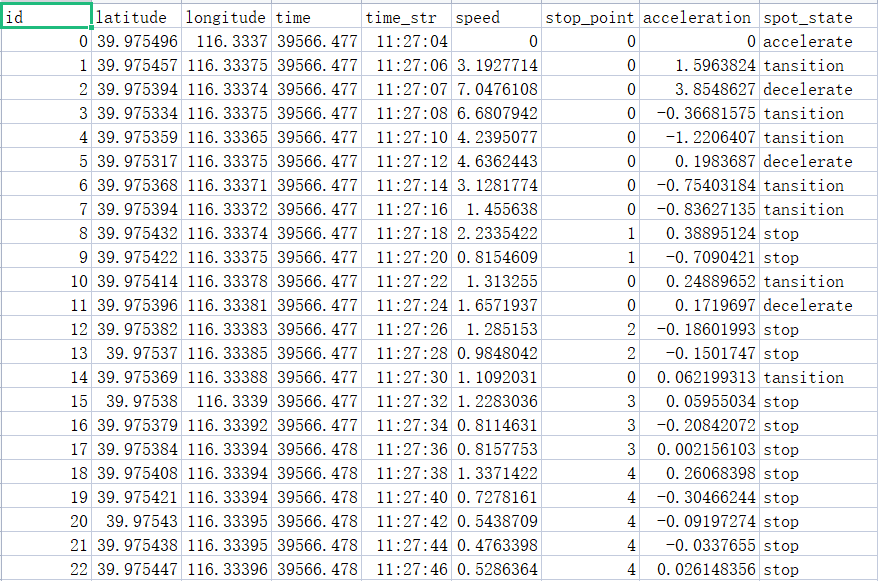 id latitude longitude time time_str speed stop_point acceleration spot_state
0 39.975496 116.3337 39566.477 11:27:04 0 0 0 accelerate
1 39.975457 116.33375 39566.477 11:27:06 3.1927714 0 1.5963824 tansition
2 39.975394 116.33374 39566.477 11:27:07 7.0476108 0 3.8548627 decelerate
3 39.975334 116.33375 39566.477 11:27:08 6.6807942 0 -0.36681575 tansition
4 39.975359 116.33365 39566.477 11:27:10 4.2395077 0 -1.2206407 tansition
5 39.975317 116.33375 39566.477 11:27:12 4.6362443 0 0.1983687 decelerate
6 39.975368 116.33371 39566.477 11:27:14 3.1281774 0 -0.75403184 tansition
7 39.975394 116.33372 39566.477 11:27:16 1.455638 0 -0.83627135 tansition
8 39.975432 116.33374 39566.477 11:27:18 2.2335422 1 0.38895124 stop
9 39.975422 116.33375 39566.477 11:27:20 0.8154609 1 -0.7090421 stop
10 39.975414 116.33378 39566.477 11:27:22 1.313255 0 0.24889652 tansition
11 39.975396 116.33381 39566.477 11:27:24 1.6571937 0 0.1719697 decelerate
12 39.975382 116.33383 39566.477 11:27:26 1.285153 2 -0.18601993 stop
13 39.97537 116.33385 39566.477 11:27:28 0.9848042 2 -0.1501747 stop
14 39.975369 116.33388 39566.477 11:27:30 1.1092031 0 0.062199313 tansition
15 39.97538 116.3339 39566.477 11:27:32 1.2283036 3 0.05955034 stop
16 39.975379 116.33392 39566.477 11:27:34 0.8114631 3 -0.20842072 stop
17 39.975384 116.33394 39566.478 11:27:36 0.8157753 3 0.002156103 stop
18 39.975408 116.33394 39566.478 11:27:38 1.3371422 4 0.26068398 stop
19 39.975421 116.33394 39566.478 11:27:40 0.7278161 4 -0.30466244 stop
20 39.97543 116.33395 39566.478 11:27:42 0.5438709 4 -0.09197274 stop
21 39.975438 116.33395 39566.478 11:27:44 0.4763398 4 -0.0337655 stop
22 39.975447 116.33396 39566.478 11:27:46 0.5286364 4 0.026148356 stop